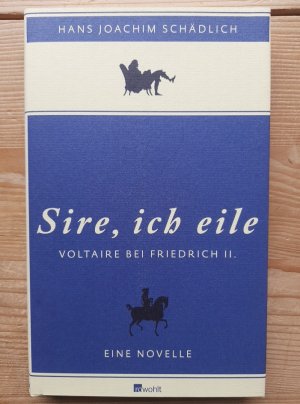 HANS JOACHIM SCHÄDLICH
Sire, ich eile
VOLTAIRE BEI FRIEDRICH II.
EINE NOVELLE
rowohlt